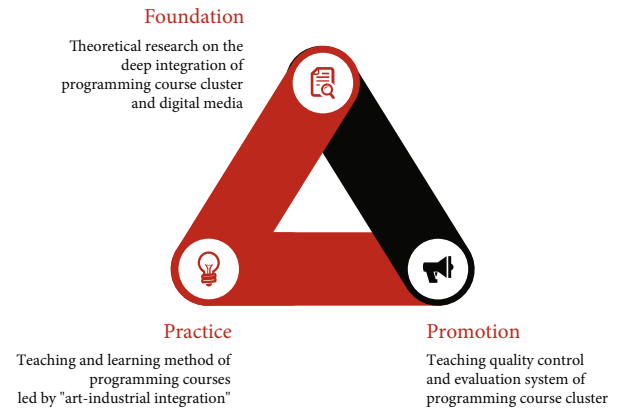 Foundation
Theoretical research on the
deep integration of
programming course cluster
and digital media
Practice
Teaching and learning method of
programming courses
led by "art-industrial integration"
Promotion
Teaching quality control
and evaluation system of
programming course cluster